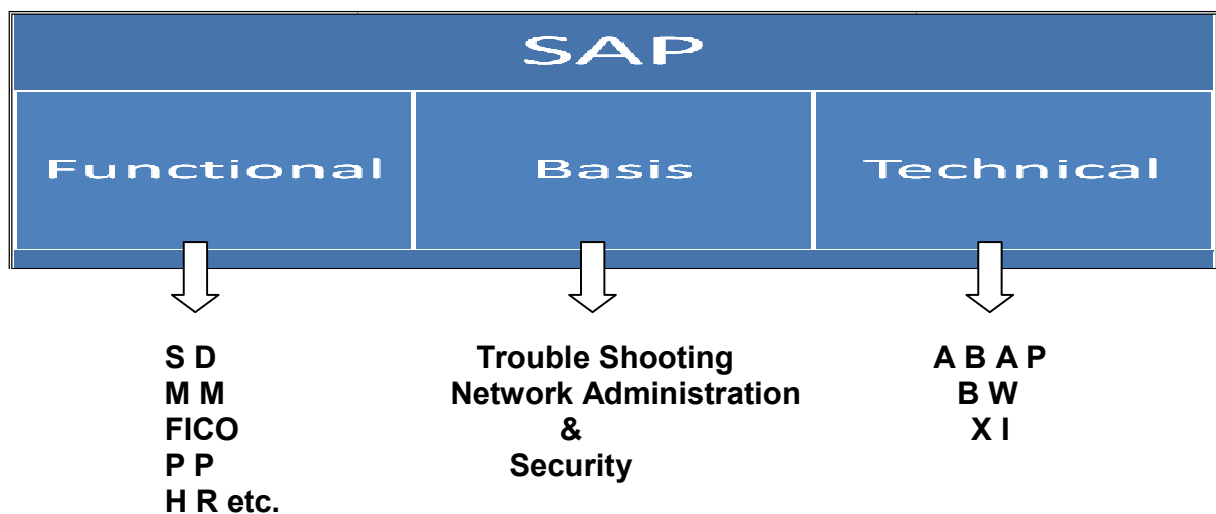 SAP
Functional
Basis
Technical
S D
M M
FICO
P P
H R etc.
Trouble Shooting
Network Administration
&
Security
A B A P
B W
X I